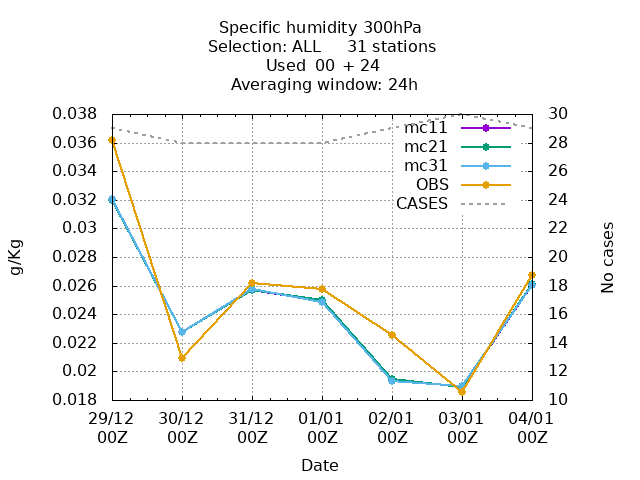 Specific humidity 300hPa
Selection: ALL     31 stations
Used  00  + 24
Averaging window: 24h
0.038
0.036
0.034
0.032
0.03
0.028
0.026
0.024
0.022
0.02
0.018
g/Kg
mc11
mc21
mc31
OBS
CASES
30
28
26
24
22
20
18
16
14
12
10
No cases
29/12 30/12 31/12 01/01 02/01 03/01 04/01
00Z 00Z 00Z 00Z 00Z 00Z 00Z
Date